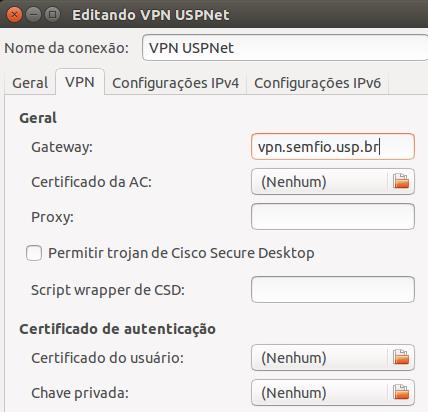 Editando VPN USPNet
Nome da conexão: VPN USPNet
Geral VPN Configurações IPv4 Configurações IPv6
Geral
Gateway: vpn.semfio.usp.br
Certificado da AC: (Nenhum)
Proxy:
Permitir trojan de Cisco Secure Desktop
Script wrapper de CSD:
Certificado de autenticação
Certificado do usuário: (Nenhum)
Chave privada: (Nenhum)